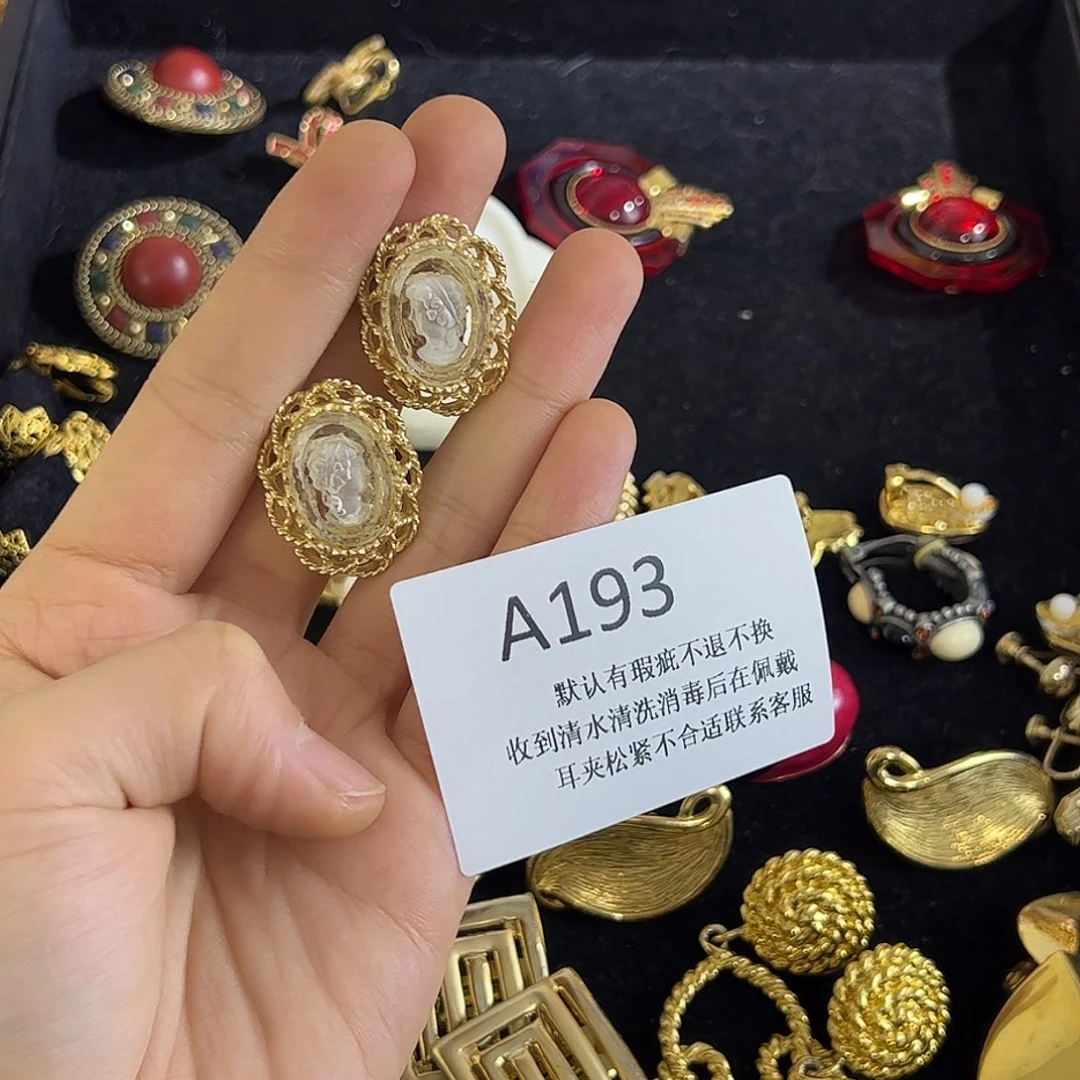 A193
默认有瑕疵不退不换
收到清水清洗消毒后在佩戴
耳夹松紧不合适联系客服